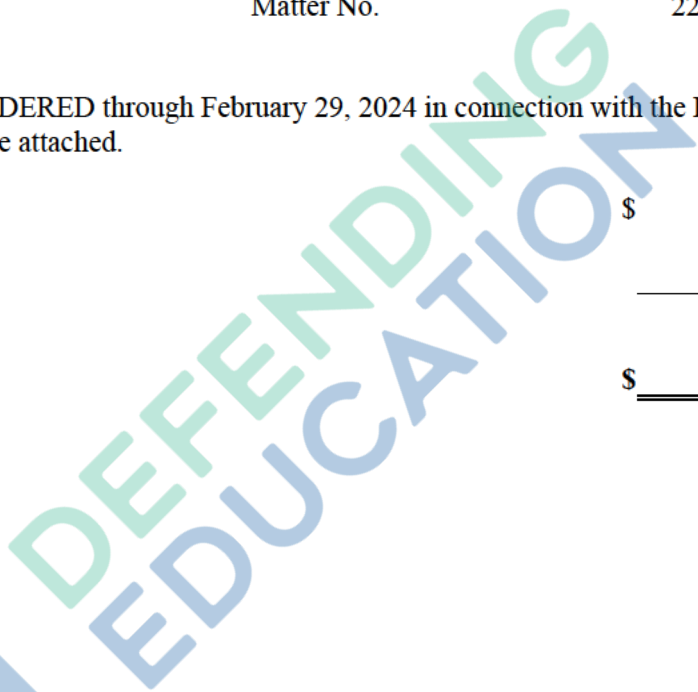 Matter No. 22
DERED through February 29, 2024 in connection with the
e attached.
$
$
DEFENDING
EDUCATION